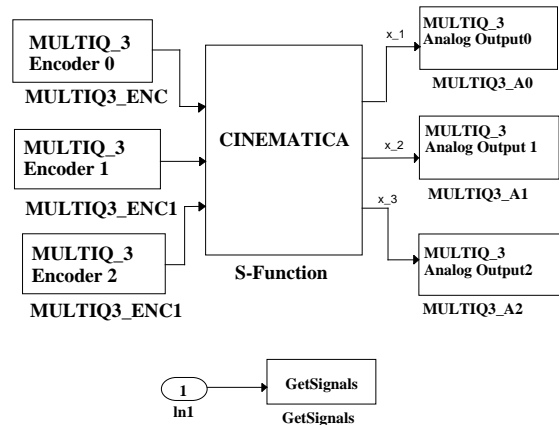 MULTIQ_3
Encoder 0
MULTIQ3_ENC
MULTIQ_3
Encoder 1
MULTIQ3_ENC1
MULTIQ_3
Encoder 2
MULTIQ3_ENC1
CINEMATICA
S-Function
x_1
x_2
x_3
MULTIQ_3
Analog Output0
MULTIQ3_A0
MULTIQ_3
Analog Output 1
MULTIQ3_A1
MULTIQ_3
Analog Output2
MULTIQ3_A2
1
ln1
GetSignals
GetSignals